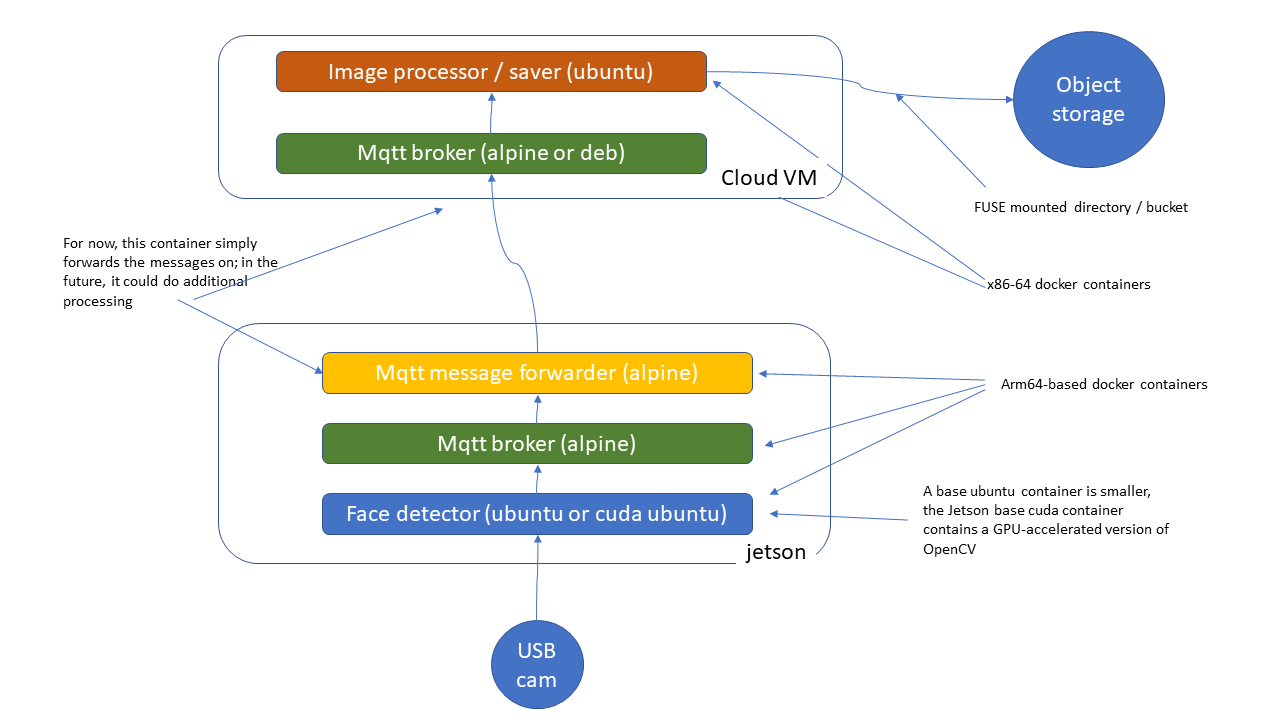 Image processor / saver (ubuntu)
Object
storage
Mqtt broker (alpine or deb)
Cloud VM
FUSE mounted directory / bucket
For now, this container simply
forwards the messages on; in the
future, it could do additional
processing
x86-64 docker containers
Mqtt message forwarder (alpine)
Arm64-based docker containers
Mqtt broker (alpine)
Face detector (ubuntu or cuda ubuntu)
A base ubuntu container is smaller,
the Jetson base cuda container
contains a GPU-accelerated version of
OpenCV
jetson
USB
cam